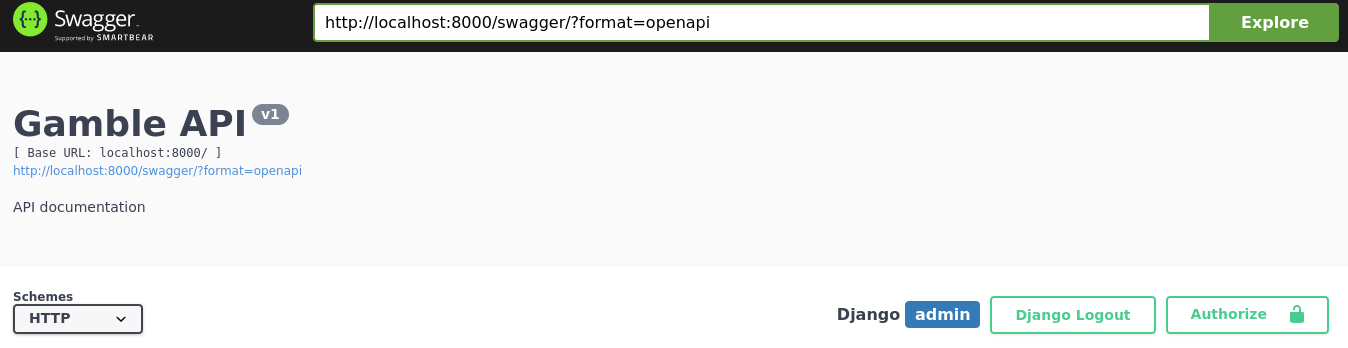 Swagger.
Supported by SMARTBEAR
http://localhost:8000/swagger/?format=openapi
Explore
Gamble API v1
[ Base URL: localhost:8000/ ]
http://localhost:8000/swagger/?format=openapi
API documentation
Schemes
HTTP
Django admin
Django Logout
Authorize